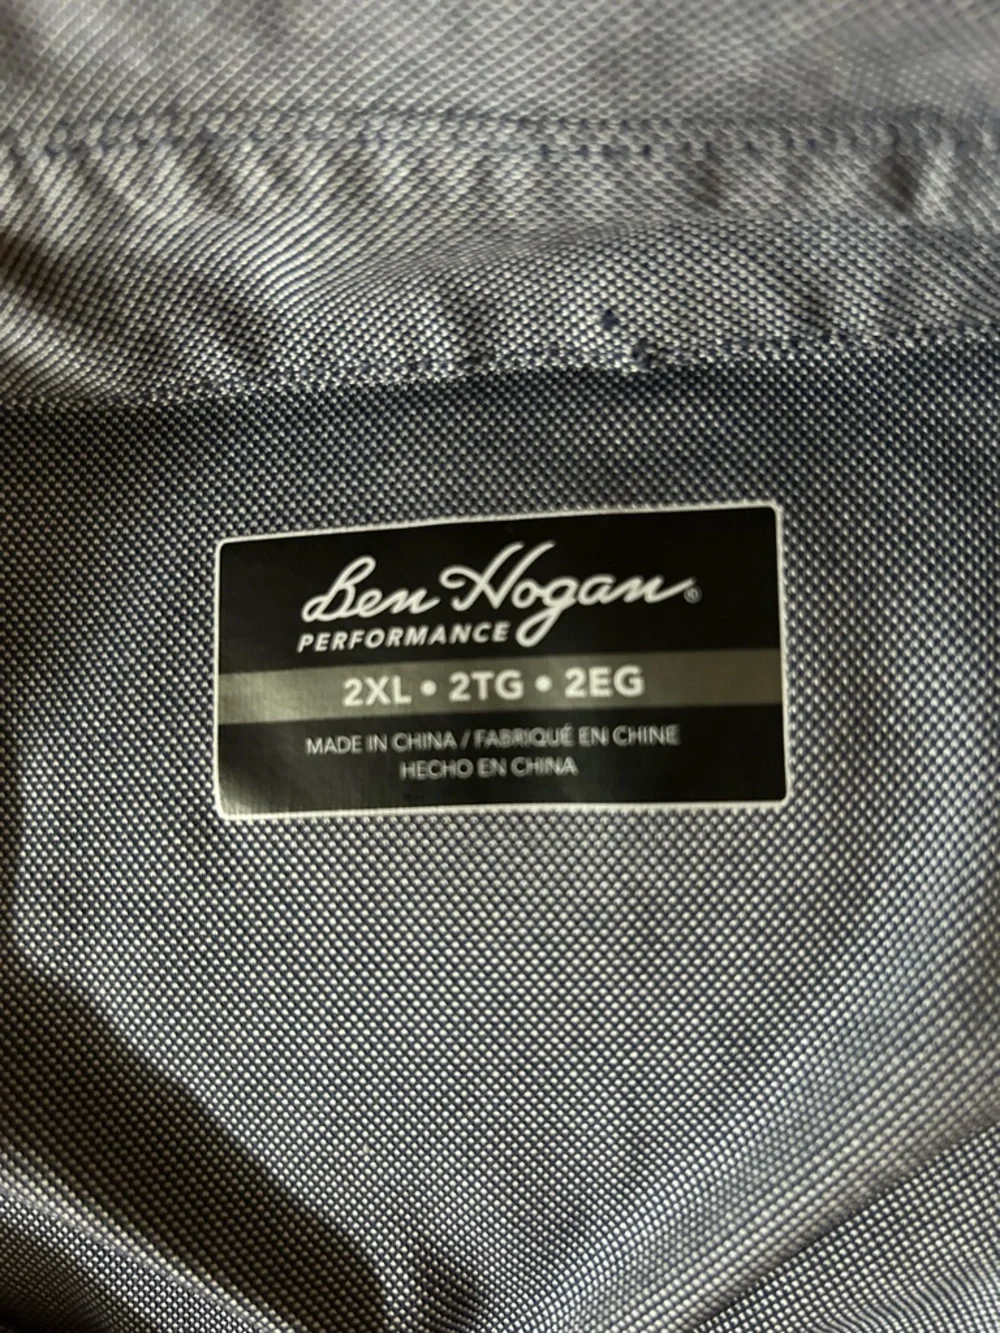 Ben Hogan®
PERFORMANCE
2XL • 2TG • 2EG
MADE IN CHINA / FABRIQUÉ EN CHINE
HECHO EN CHINA